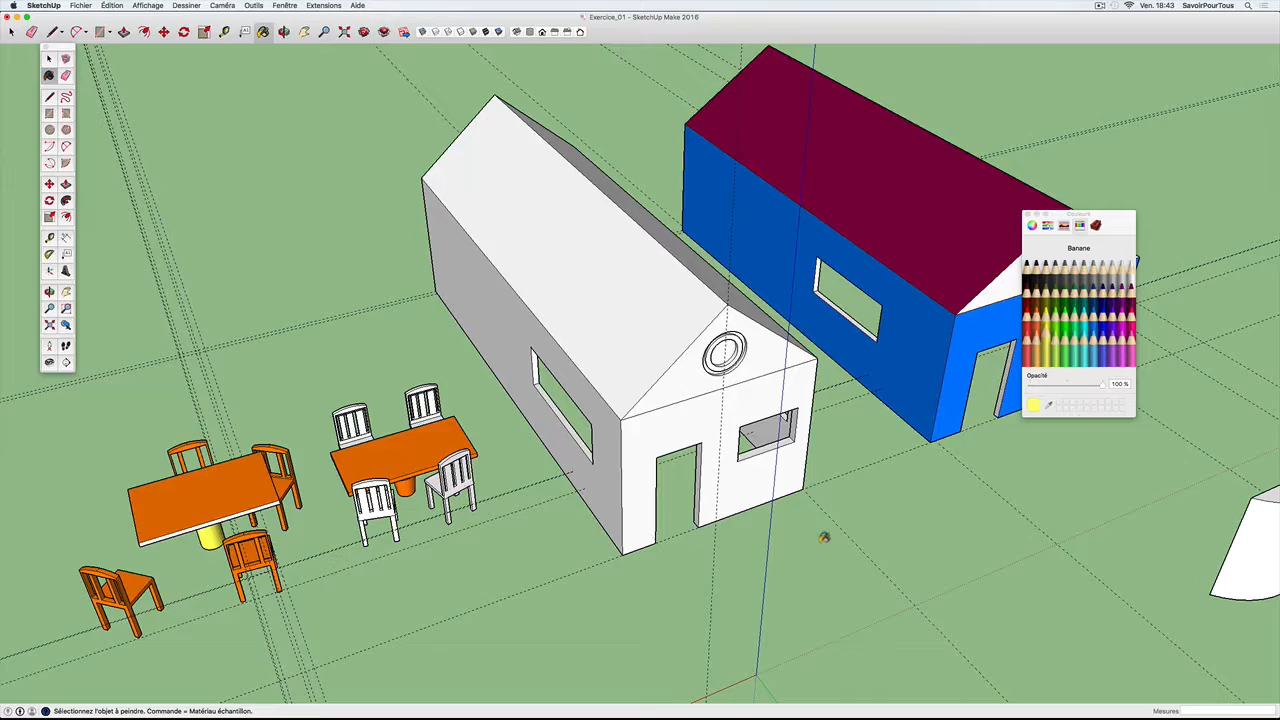 SketchUp Fichier Édition Affichage Dessiner Caméra Outils Fenêtre Extensions Aide
Ven. 18:43 SavoirPourTous
Exercice_01 - SketchUp Make 2016
Couleurs
Banane
Opacité
100 %
Sélectionnez l'objet à peindre. Commande = Matériau échantillon.
Mesures